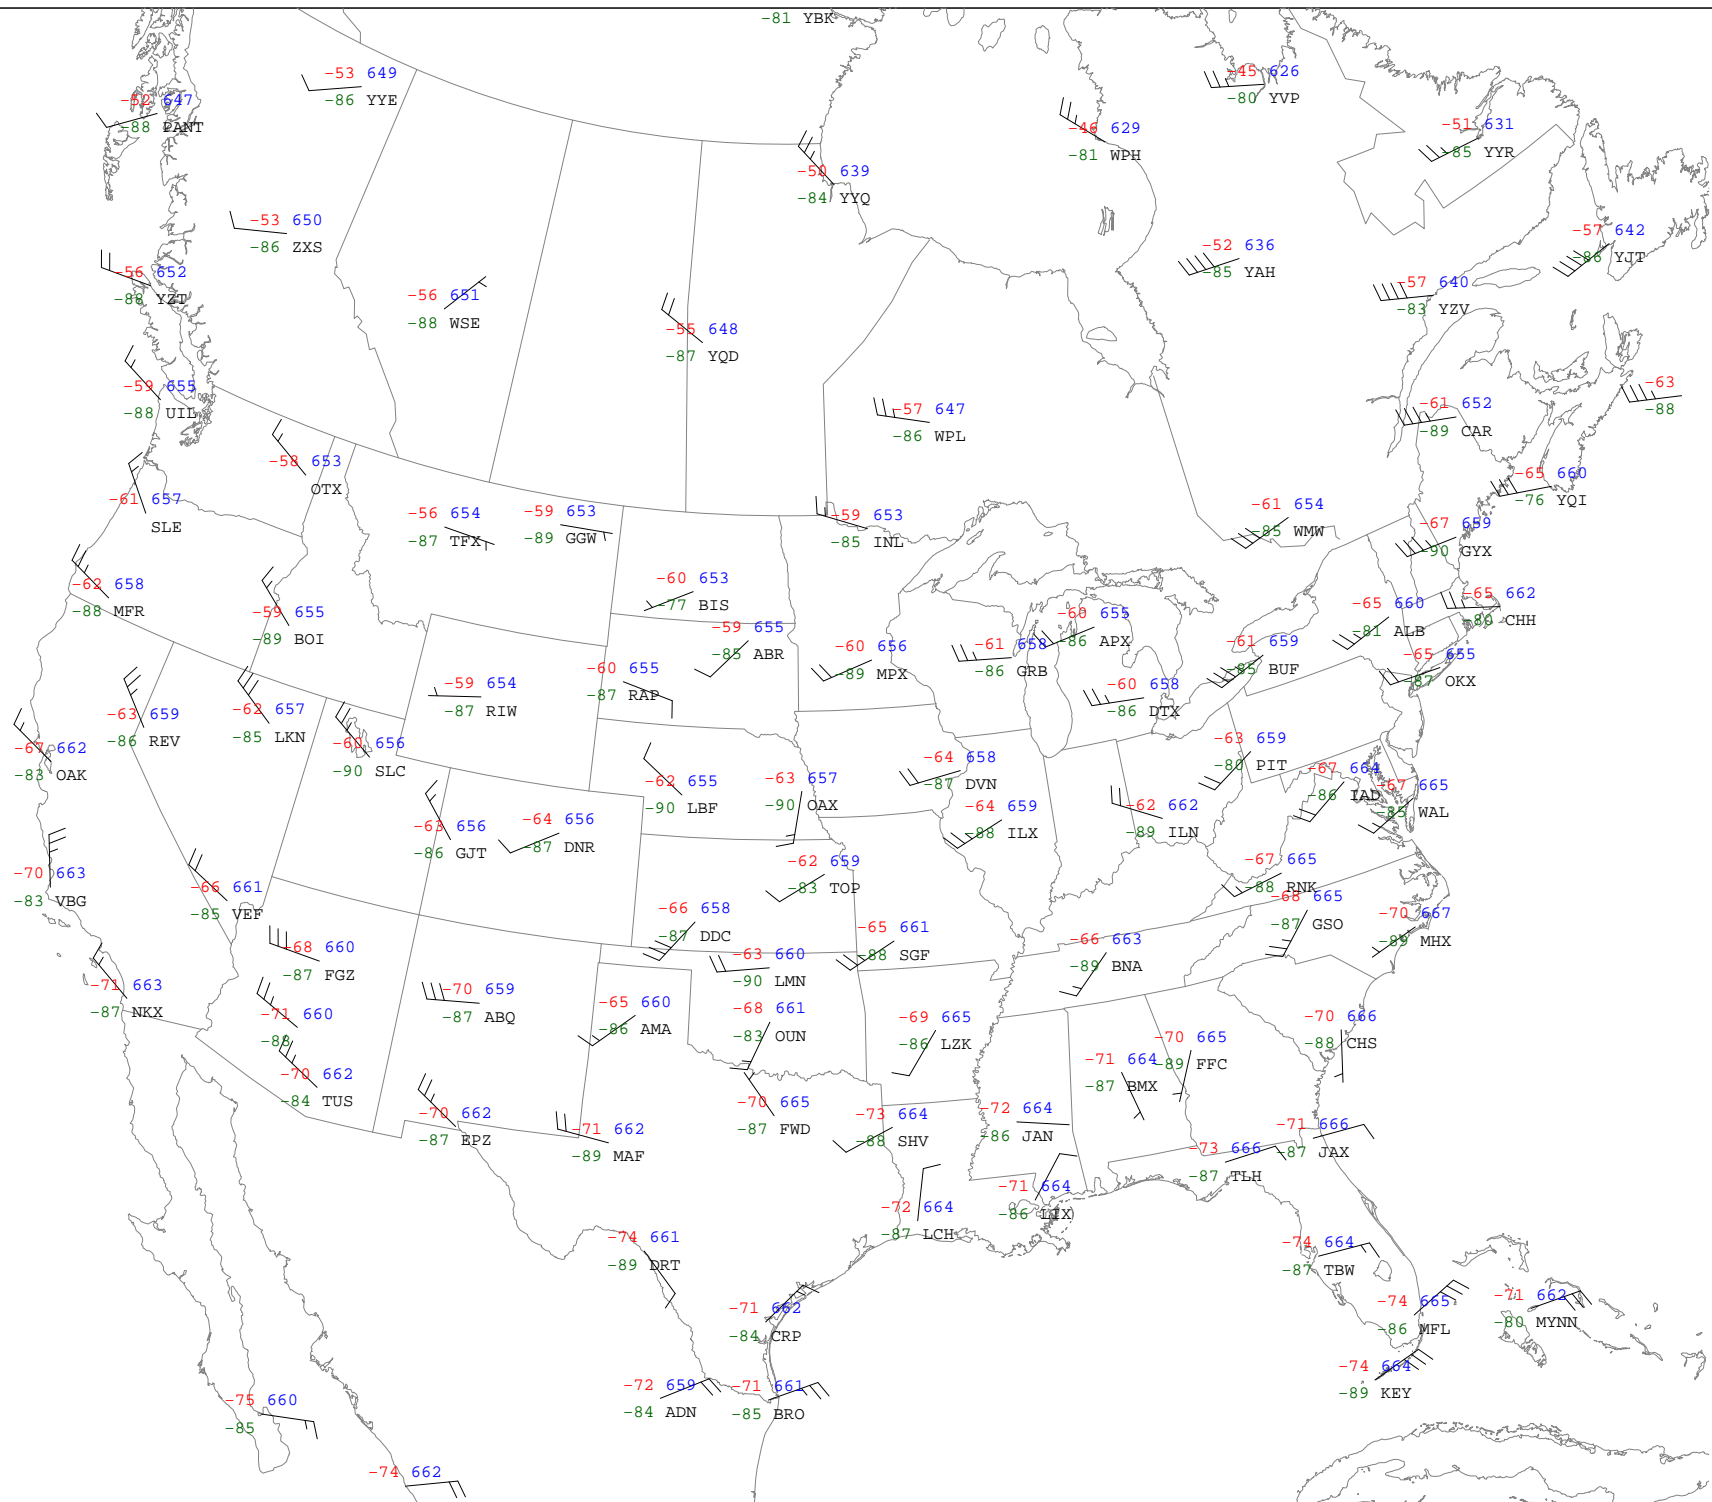 -81 YBK
-53 649
-86 YYE
-52 647
-88 PANT
-45 626
-80 YVP
-46 629
-81 WPH
-51 631
-85 YYR
-50 639
-84 YYQ
-53 650
-86 ZXS
-57 642
-86 YJT
-52 636
-85 YAH
-56 652
-88 YZT
-57 640
-83 YZV
-56 651
-88 WSE
-55 648
-87 YQD
-59 655
-88 UIL
-63
-88
-57 647
-86 WPL
-61 652
-89 CAR
-58 653
OTX
-65 660
-76 YQI
-61 657
SLE
-56 654
-87 TFX
-59 653
-89 GGW
-59 653
-85 INL
-61 654
-85 WMW
-67 659
-90 GYX
-62 658
-88 MFR
-60 653
-77 BIS
-65 662
-80 CHH
-59 655
-89 BOI
-59 655
-85 ABR
-60 655
-86 APX
-65 660
-81 ALB
-60 656
-89 MPX
-61 658
-86 GRB
-61 659
-85 BUF
-65 655
-87 OKX
-60 655
-87 RAP
-59 654
-87 RIW
-60 658
-86 DTX
-63 659
-86 REV
-62 657
-85 LKN
-67 662
-83 OAK
-60 656
-90 SLC
-63 659
-80 PIT
-64 658
-87 DVN
-67 664
-86 IAD
-62 655
-90 LBF
-63 657
-90 OAX
-67 665
-85 WAL
-64 659
-88 ILX
-62 662
-89 ILN
-63 656
-86 GJT
-64 656
-87 DNR
-62 659
-83 TOP
-67 665
-88 RNK
-70 663
-83 VBG
-66 661
-85 VEF
-66 658
-87 DDC
-68 665
-87 GSO
-70 667
-89 MHX
-65 661
-88 SGF
-66 663
-89 BNA
-68 660
-87 FGZ
-63 660
-90 LMN
-71 663
-87 NKX
-70 659
-87 ABQ
-65 660
-86 AMA
-68 661
-83 OUN
-71 660
-88
-69 665
-86 LZK
-70 666
-88 CHS
-70 665
-89 FFC
-71 664
-87 BMX
-70 662
-84 TUS
-70 665
-87 FWD
-70 662
-87 EPZ
-73 664
-88 SHV
-72 664
-86 JAN
-71 662
-89 MAF
-71 666
-87 JAX
-73 666
-87 TLH
-71 664
-86 LIX
-72 664
-87 LCH
-74 661
-89 DRT
-74 664
-87 TBW
-71 662
-84 CRP
-74 665
-86 MFL
-71 662
-80 MYNN
-74 664
-89 KEY
-72 659
-84 ADN
-71 661
-85 BRO
-75 660
-85
-74 662